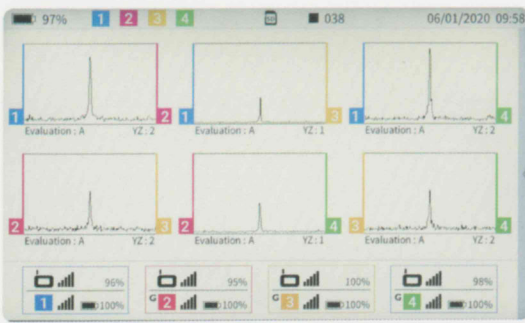 97% 1 2 3 4 SD 038 06/01/2020 09:58
1 2 1 3 1 4
Evaluation : A YZ : 2 Evaluation : A YZ : 1 Evaluation : A YZ : 2
2 3 2 4 3 4
Evaluation : A YZ : 2 Evaluation : A YZ : 1 Evaluation : A YZ : 2
96% 95% 100% 98%
1 100% G 2 100% G 3 100% G 4 100%